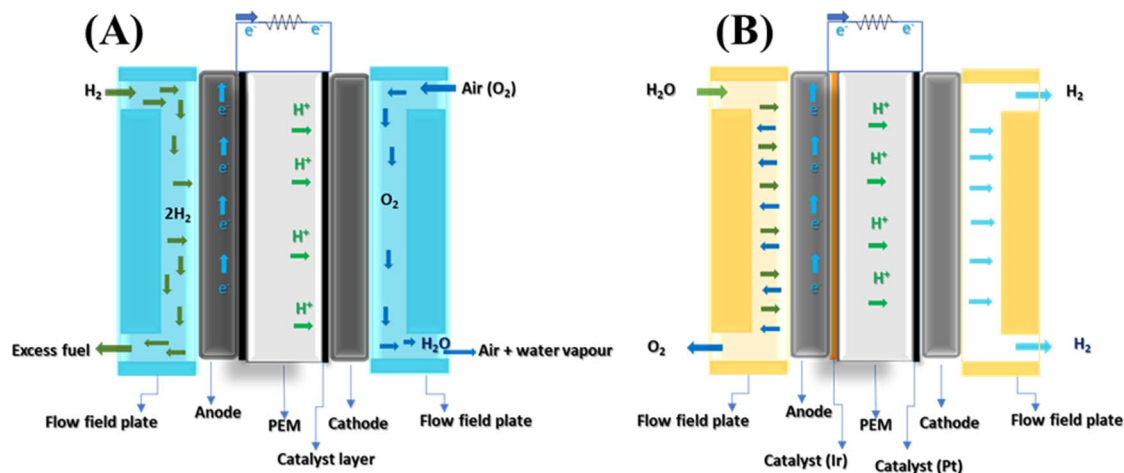 (A)
e⁻ e⁻
H₂
Air (O₂)
e⁻
H⁺
e⁻
H⁺
2H₂
O₂
e⁻
H⁺
e⁻
H⁺
H₂O
Excess fuel
Air + water vapour
Flow field plate
Anode
PEM
Cathode
Flow field plate
Catalyst layer
(B)
e⁻ e⁻
H₂O
H₂
e⁻
H⁺
e⁻
H⁺
e⁻
H⁺
e⁻
H⁺
O₂
H₂
Flow field plate
Anode
PEM
Cathode
Flow field plate
Catalyst (Ir)
Catalyst (Pt)